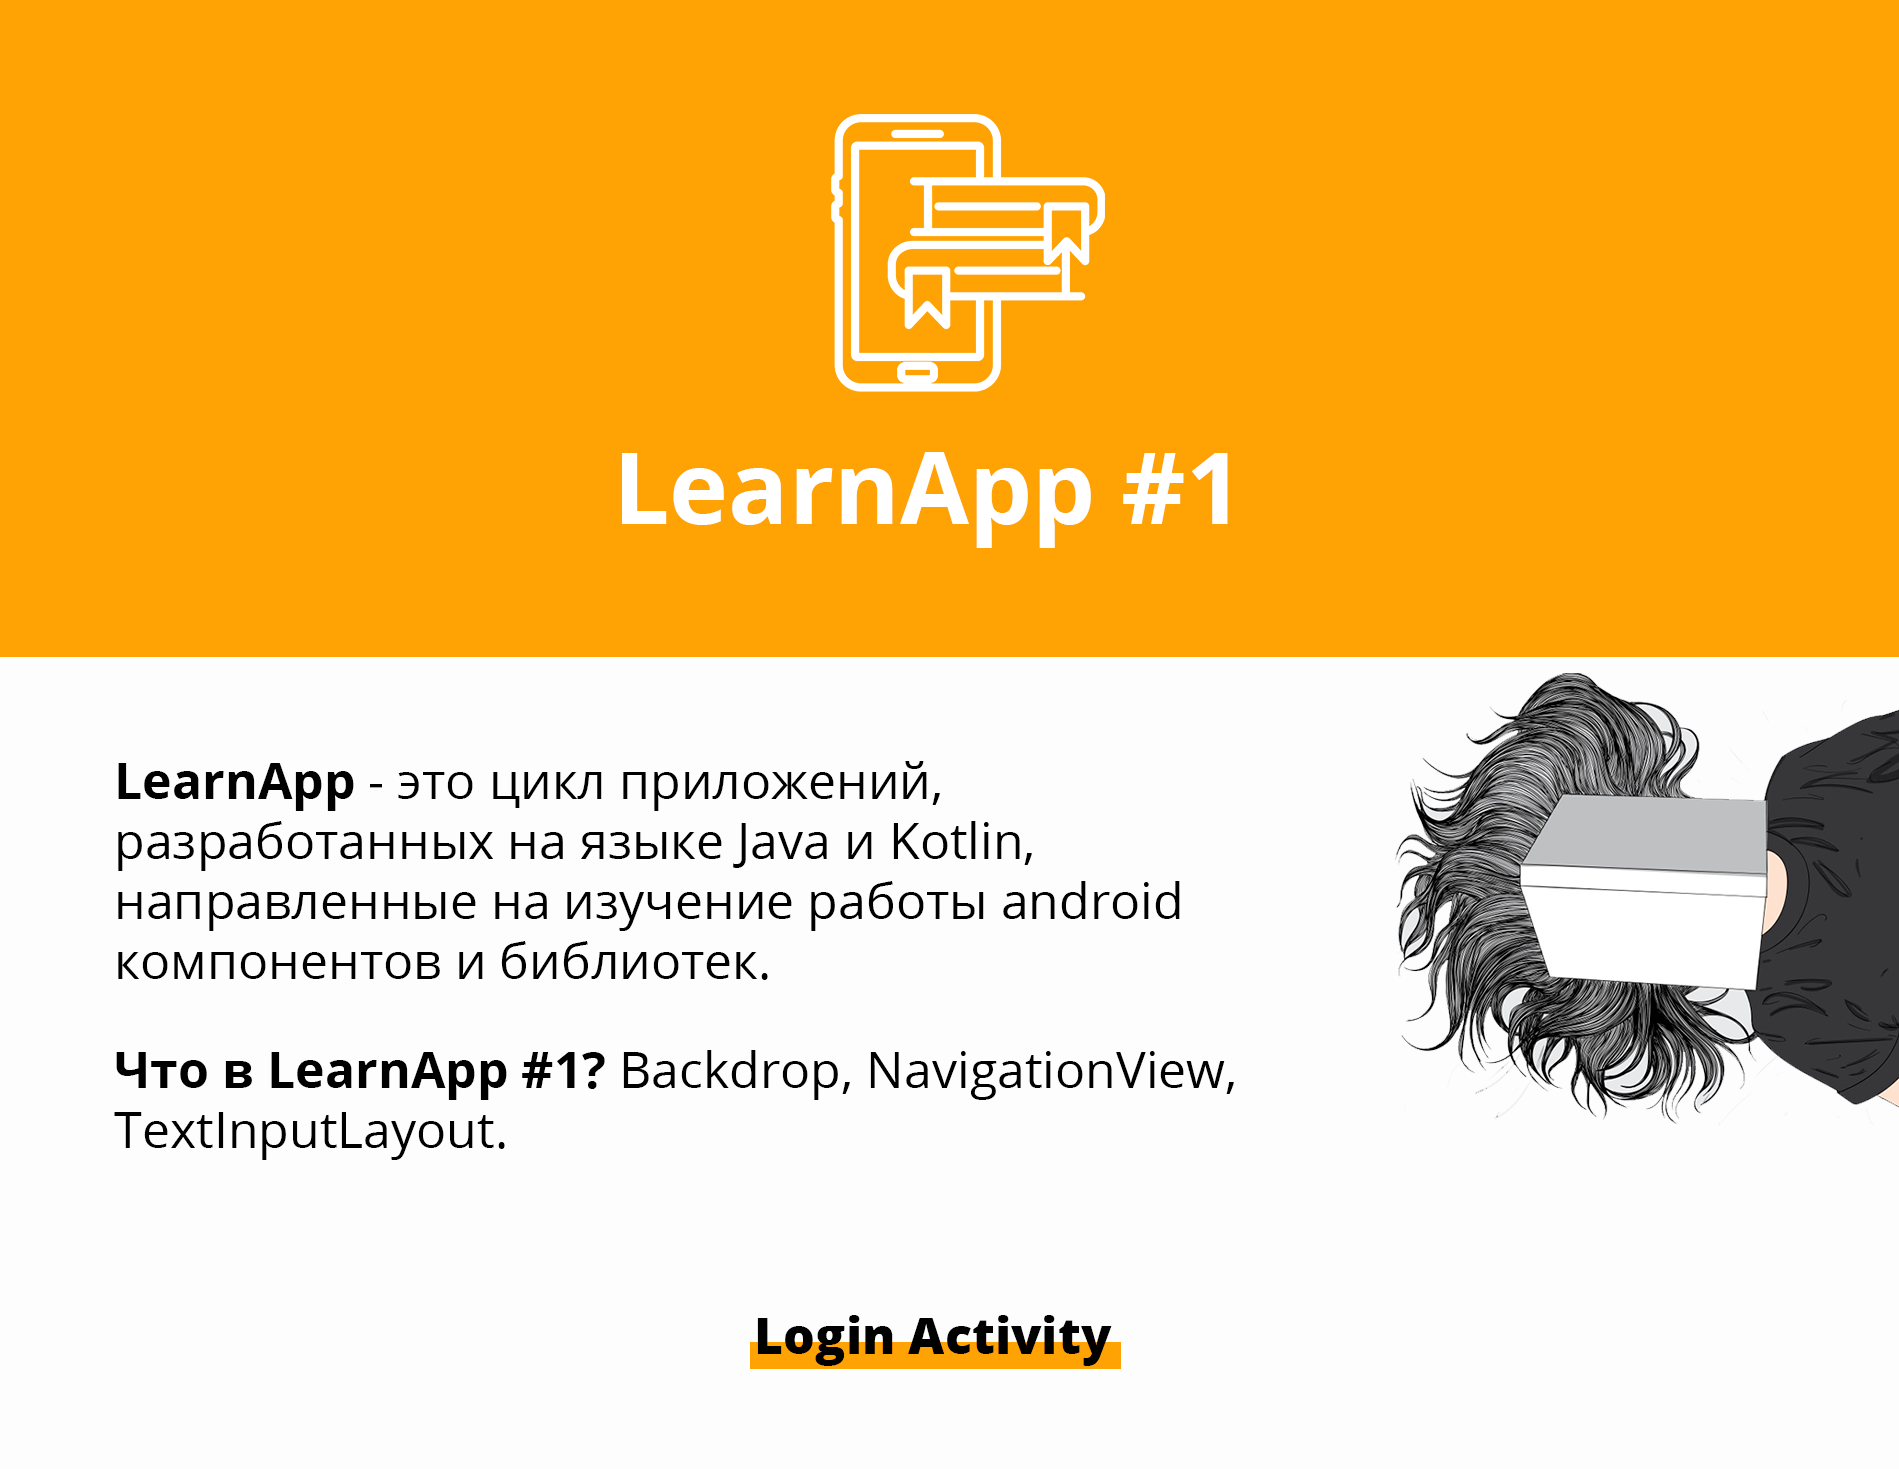 LearnApp #1
LearnApp - это цикл приложений,
разработанных на языке Java и Kotlin,
направленные на изучение работы android
компонентов и библиотек.
Что в LearnApp #1? Backdrop, NavigationView,
TextInputLayout.
Login Activity